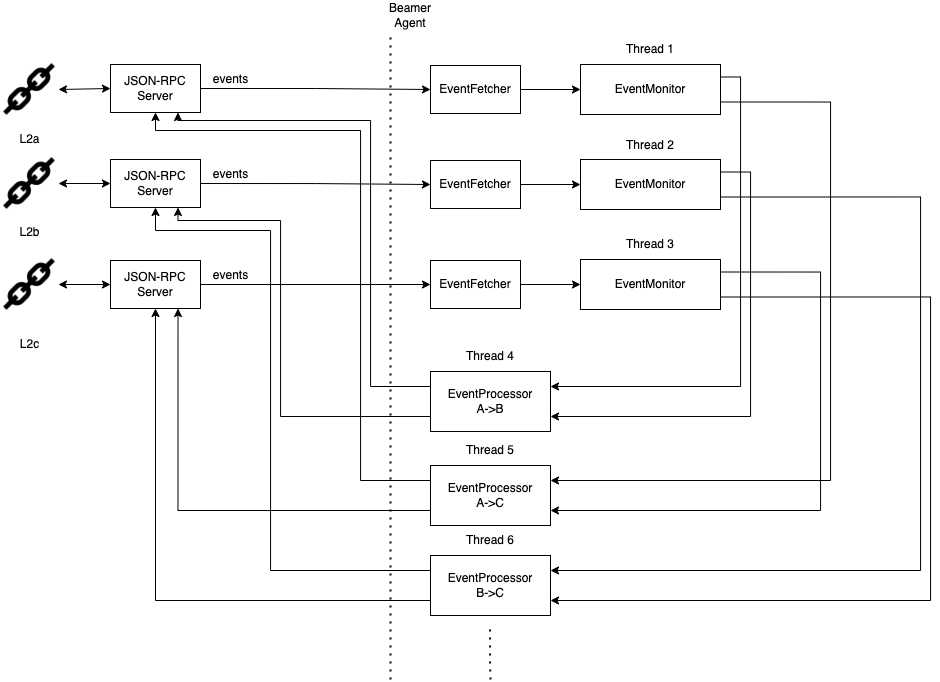 Beamer
Agent
Thread 1
JSON-RPC
Server
events
EventFetcher
EventMonitor
L2a
Thread 2
JSON-RPC
Server
events
EventFetcher
EventMonitor
L2b
Thread 3
JSON-RPC
Server
events
EventFetcher
EventMonitor
L2c
Thread 4
EventProcessor
A->B
Thread 5
EventProcessor
A->C
Thread 6
EventProcessor
B->C